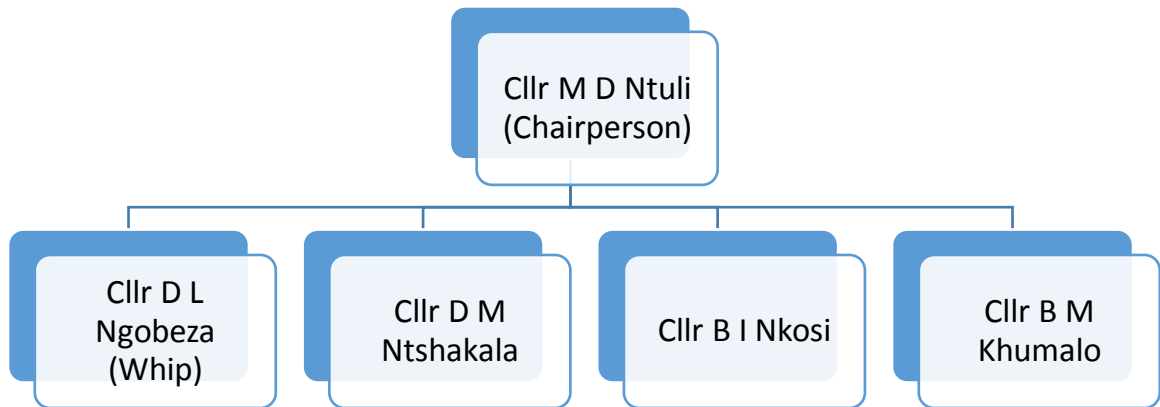 Cllr M D Ntuli
(Chairperson)
Cllr D L
Ngobeza
(Whip)
Cllr D M
Ntshakala
Cllr B I Nkosi
Cllr B M
Khumalo